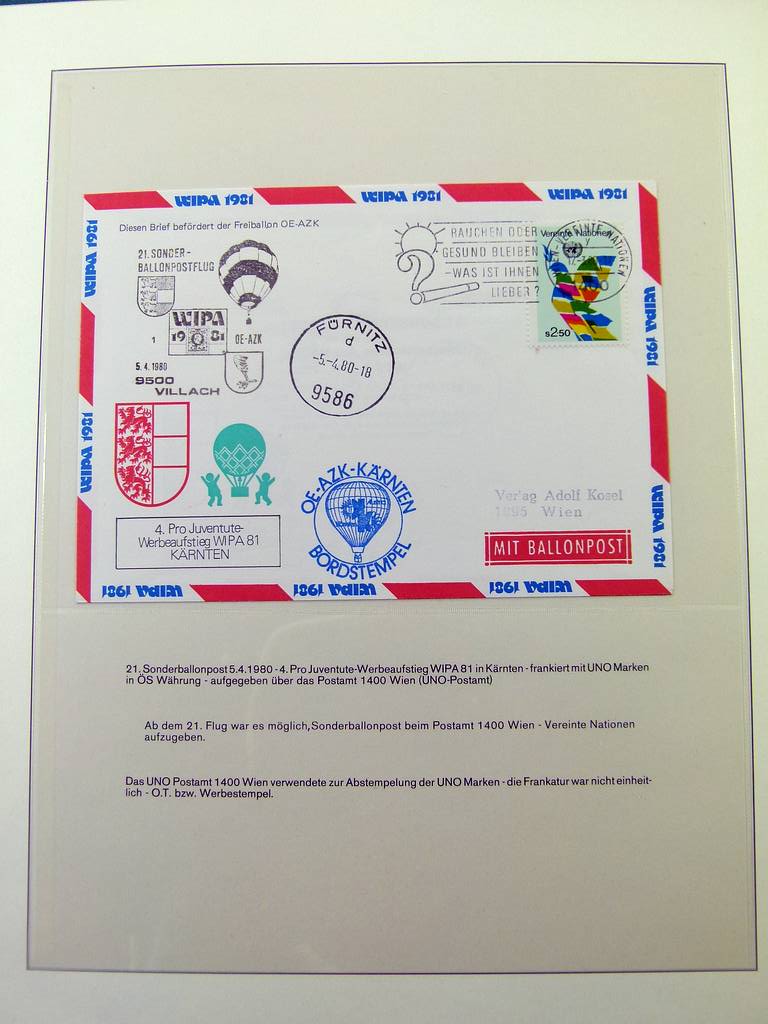 WIPA 1981
WIPA 1981
WIPA 1981
Diesen Brief befördert der Freiballon OE-AZK
21. SONDER-
BALLONPOSTFLUG
WIPA
19 81
1
OE-AZK
5.4.1980
9500
VILLACH
FÜRNITZ
d
-5.-4.80-18
9586
RAUCHEN ODER
GESUND BLEIBEN
-WAS IST IHNEN
LIEBER ?
Vereinte Nationen
VEREINTE NATIONEN
1400
s2.50
WIPA 1981
WIPA 1981
WIPA 1981
WIPA 1981
WIPA 1981
4. Pro Juventute-
Werbeaufstieg WIPA 81
KÄRNTEN
OE-AZK-KÄRNTEN
BORDSTEMPEL
Verlag Adolf Kosel
1895 Wien
MIT BALLONPOST
WIPA 1981
WIPA 1981
WIPA 1981
21. Sonderballonpost 5.4.1980 - 4. Pro Juventute-Werbeaufstieg WIPA 81 in Kärnten - frankiert mit UNO Marken
in ÖS Währung - aufgegeben über das Postamt 1400 Wien (UNO-Postamt)
Ab dem 21. Flug war es möglich, Sonderballonpost beim Postamt 1400 Wien - Vereinte Nationen
aufzugeben.
Das UNO Postamt 1400 Wien verwendete zur Abstempelung der UNO Marken - die Frankatur war nicht einheit-
lich - O.T. bzw. Werbestempel.